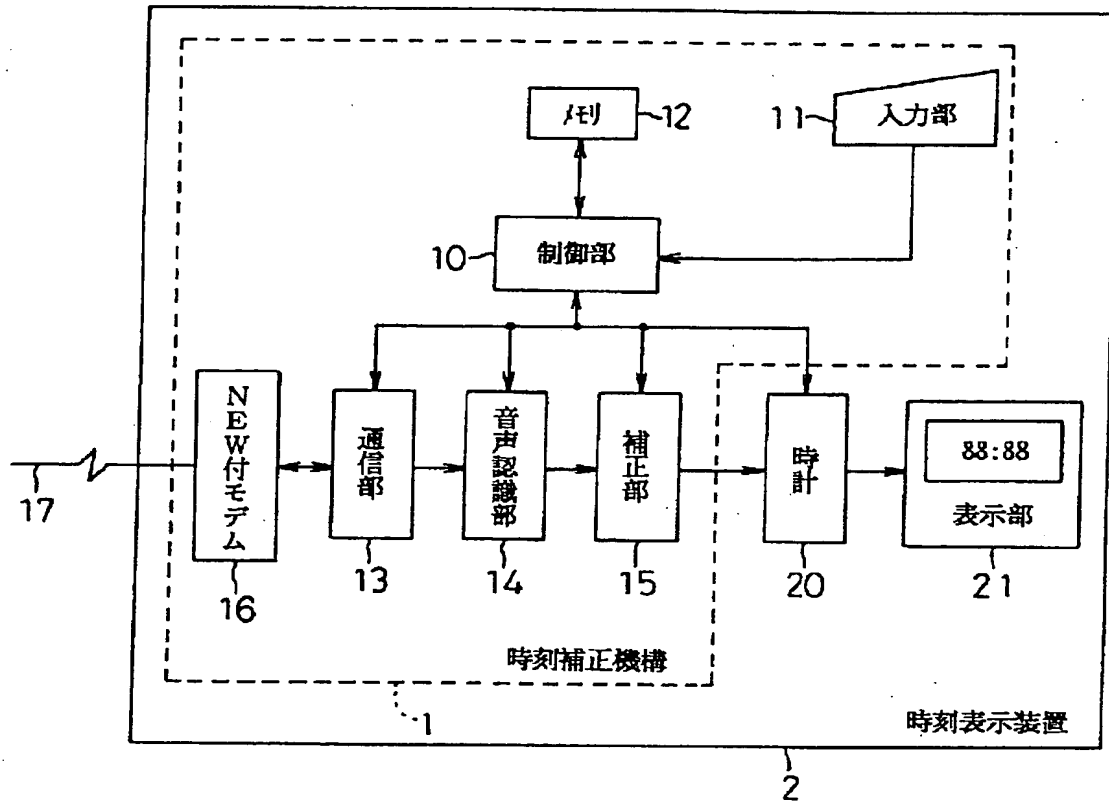 メモリ
12
11
入力部
10
制御部
NEW付モデム
通信部
音声認識部
補正部
時計
88:88
表示部
17
16
13
14
15
20
21
時刻補正機構
1
時刻表示装置
2